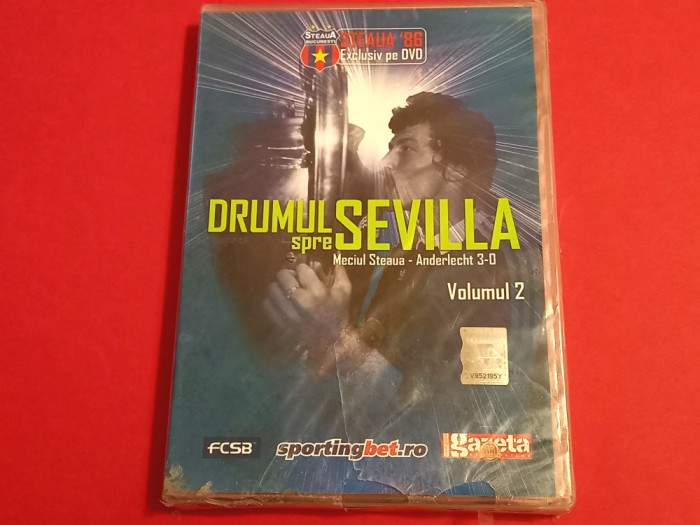 STEAUA
BUCURESTI
STEAUA '86
Exclusiv pe DVD
DRUMUL
spre SEVILLA
Meciul Steaua - Anderlecht 3-0
Volumul 2
V952195Y
FCSB
sportingbet.ro
gazeta